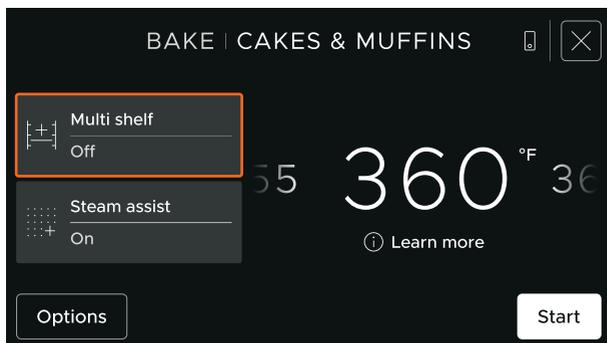 BAKE | CAKES & MUFFINS
Multi shelf
Off
55 360 °F 36
Steam assist
On
Learn more
Options
Start